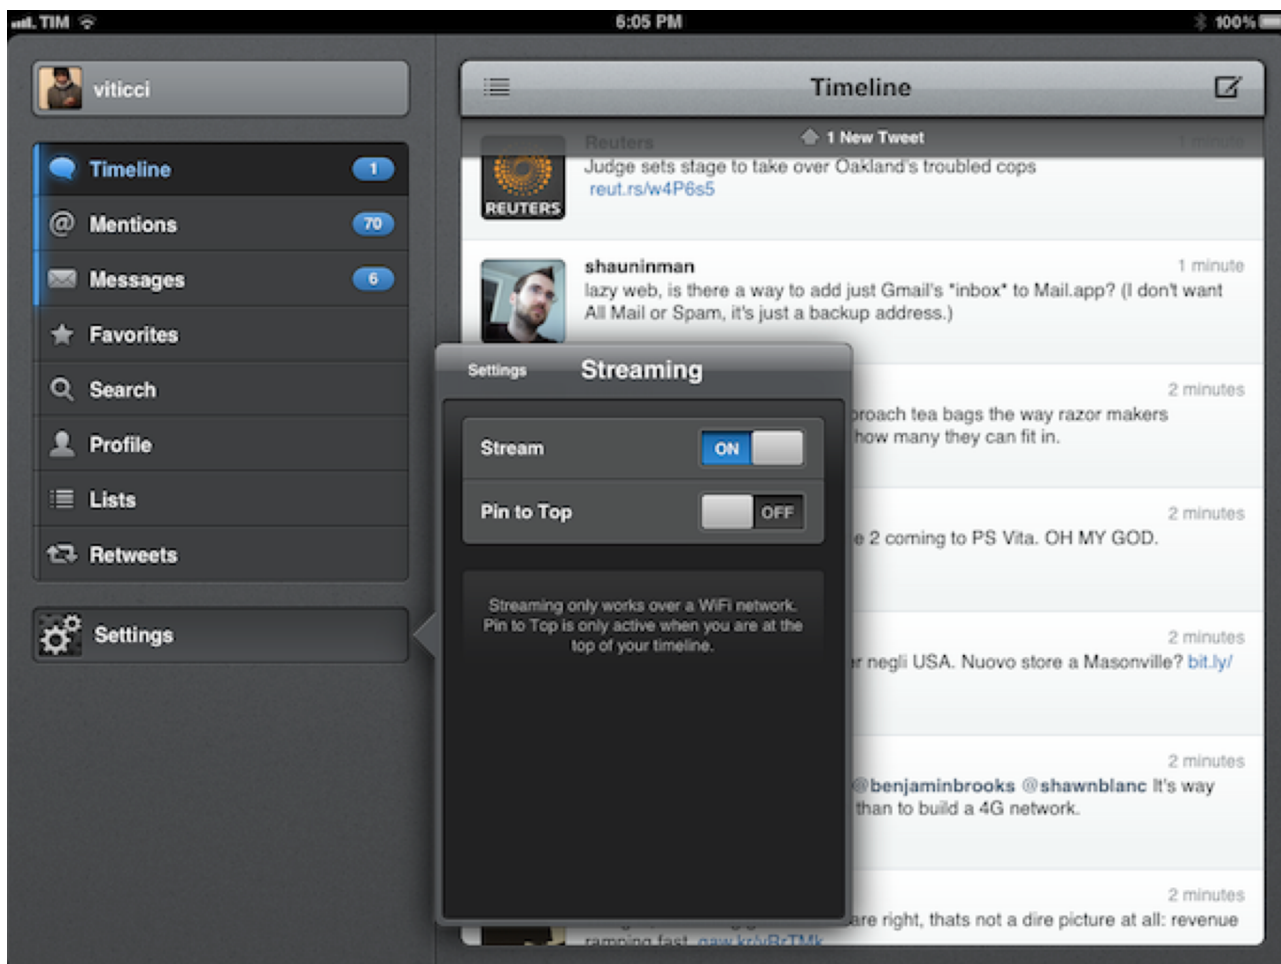 TIM
6:05 PM
100%
viticci
Timeline
1
Mentions
70
Messages
6
Favorites
Search
Profile
Lists
Retweets
Settings
Timeline
1 New Tweet
Reuters
1 minute
Judge sets stage to take over Oakland's troubled cops
reut.rs/w4P6s5
REUTERS
shauninman
1 minute
lazy web, is there a way to add just Gmail's *inbox* to Mail.app? (I don't want
All Mail or Spam, it's just a backup address.)
Settings
Streaming
Stream
ON
Pin to Top
OFF
Streaming only works over a WiFi network.
Pin to Top is only active when you are at the
top of your timeline.
2 minutes
proach tea bags the way razor makers
how many they can fit in.
2 minutes
e 2 coming to PS Vita. OH MY GOD.
2 minutes
r negli USA. Nuovo store a Masonville? bit.ly/
2 minutes
@benjaminbrooks @shawnblanc It's way
than to build a 4G network.
2 minutes
are right, thats not a dire picture at all: revenue
ramping fast